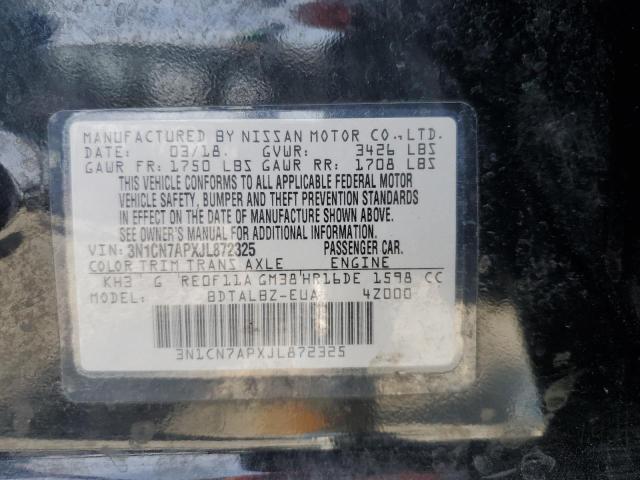 MANUFACTURED BY NISSAN MOTOR CO.,LTD.
DATE: 03/18. GVWR: 3426 LBS
GAWR FR: 1750 LBS GAWR RR: 1708 LBS
THIS VEHICLE CONFORMS TO ALL APPLICABLE FEDERAL MOTOR
VEHICLE SAFETY, BUMPER AND THEFT PREVENTION STANDARDS
IN EFFECT ON THE DATE OF MANUFACTURE SHOWN ABOVE.
SEE OWNER'S MANUAL FOR ADDITIONAL INFORMATION.
VIN: 3N1CN7APXJL872325 PASSENGER CAR.
COLOR TRIM TRANS AXLE ENGINE
KH3 G RE0F11A GM38 HR16DE 1598 CC
MODEL: BDTALBZ-EUA 4Z000
3N1CN7APXJL872325